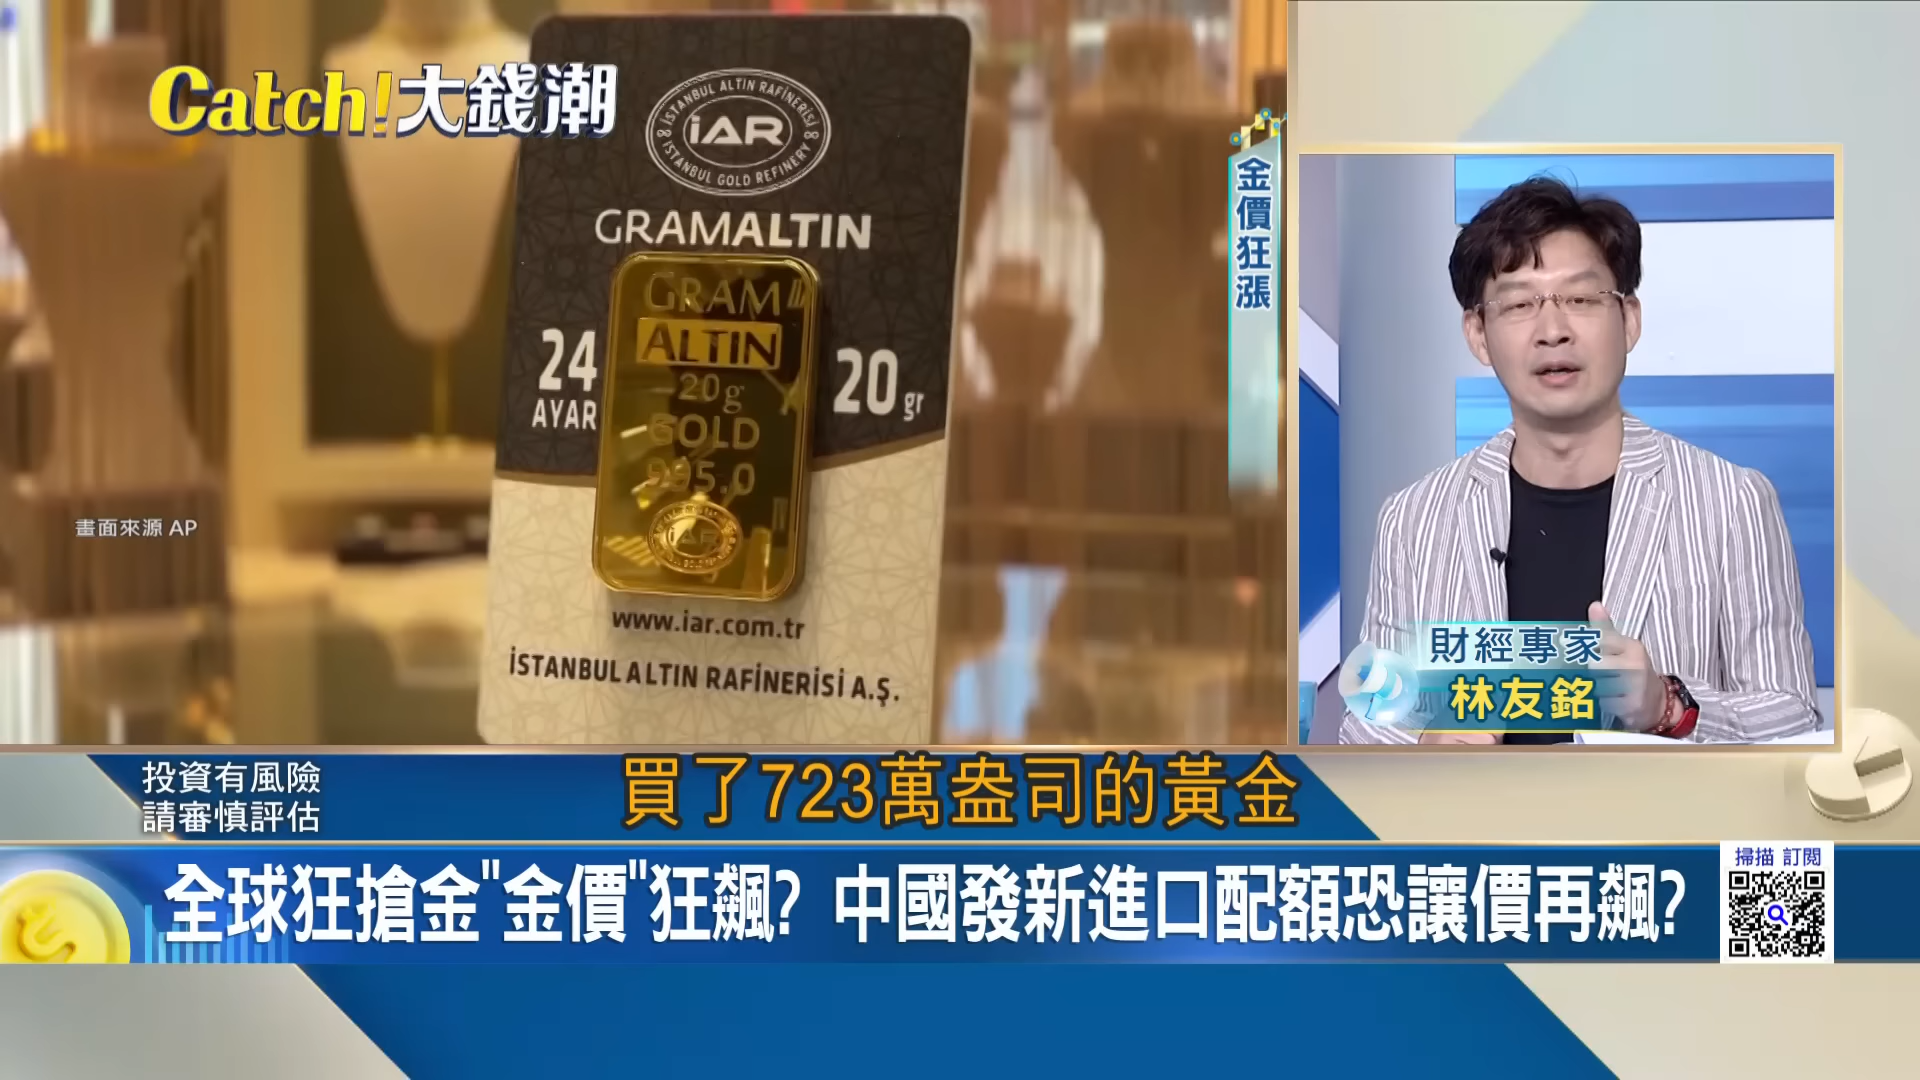 Catch!大錢潮
İSTANBUL ALTIN RAFİNERİSİ
iAR
ISTANBUL GOLD REFINERY
GRAMALTIN
GRAM
ALTIN
20g
GOLD
995.0
iAR
24
AYAR
20 gr
www.iar.com.tr
İSTANBUL ALTIN RAFİNERİSİ A.Ş.
畫面來源 AP
金價狂漲
財經專家
林友銘
投資有風險
請審慎評估
買了723萬盎司的黃金
全球狂搶金"金價"狂飆? 中國發新進口配額恐讓價再飆?
掃描 訂閱